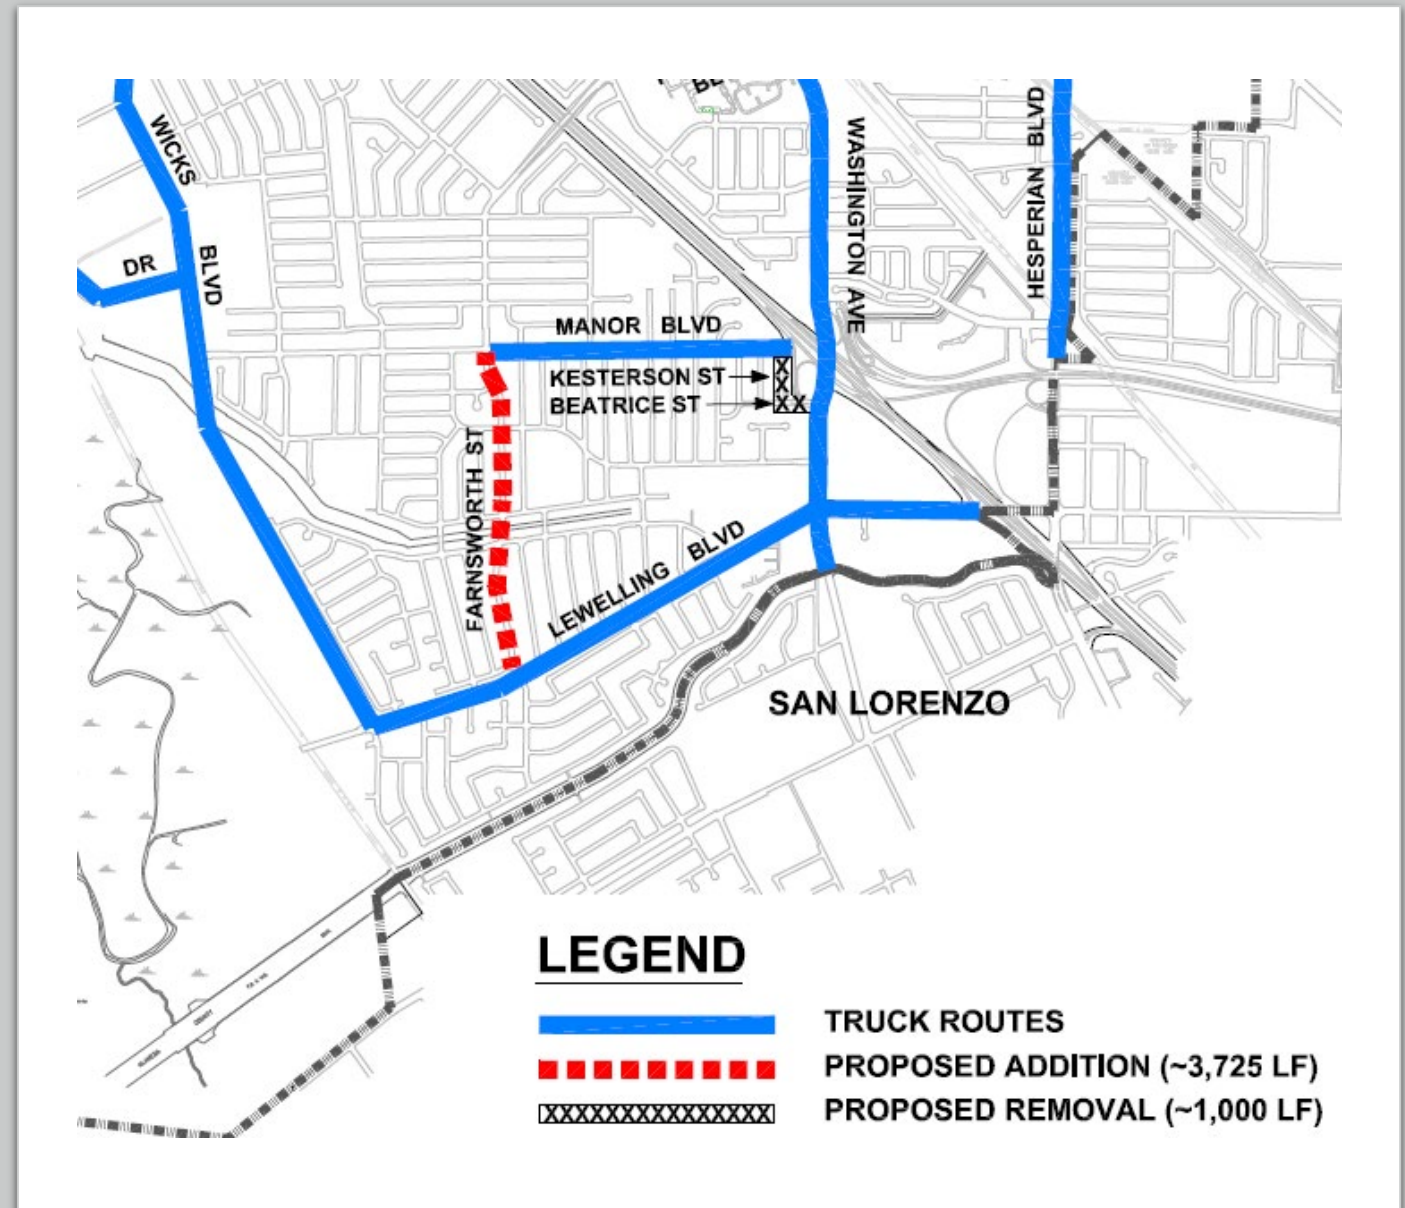 WICKS
BLVD
DR
WASHINGTON AVE
HESPERIAN BLVD
MANOR BLVD
KESTERSON ST
BEATRICE ST
FARNSWORTH ST
LEWELLING BLVD
SAN LORENZO
LEGEND
TRUCK ROUTES
PROPOSED ADDITION (~3,725 LF)
XXXXXXXXXXXXXXX
PROPOSED REMOVAL (~1,000 LF)